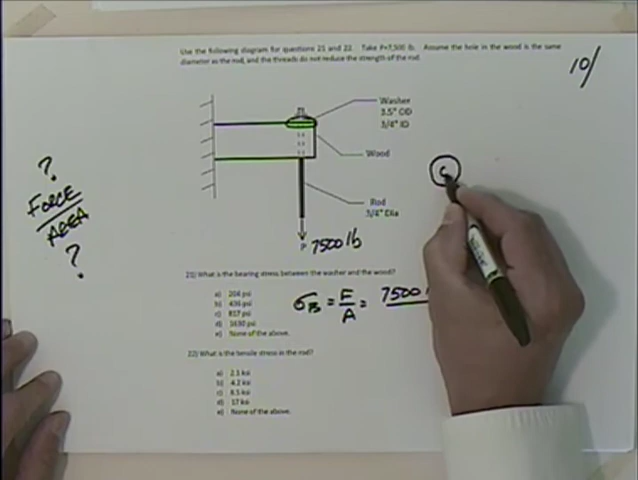 Use the following diagram for questions 21 and 22. Take P=7,500 lb. Assume the hole in the wood is the same
diameter as the rod, and the threads do not reduce the strength of the rod.
10/
Washer
3.5" OD
3/4" ID
Wood
Rod
3/4" Dia
P 7500 lb
?
FORCE
AREA
?
21) What is the bearing stress between the washer and the wood?
a) 204 psi
b) 436 psi
c) 817 psi
d) 1630 psi
e) None of the above.
σB = F/A = 7500
22) What is the tensile stress in the rod?
a) 2.1 ksi
b) 4.2 ksi
c) 8.5 ksi
d) 17 ksi
e) None of the above.